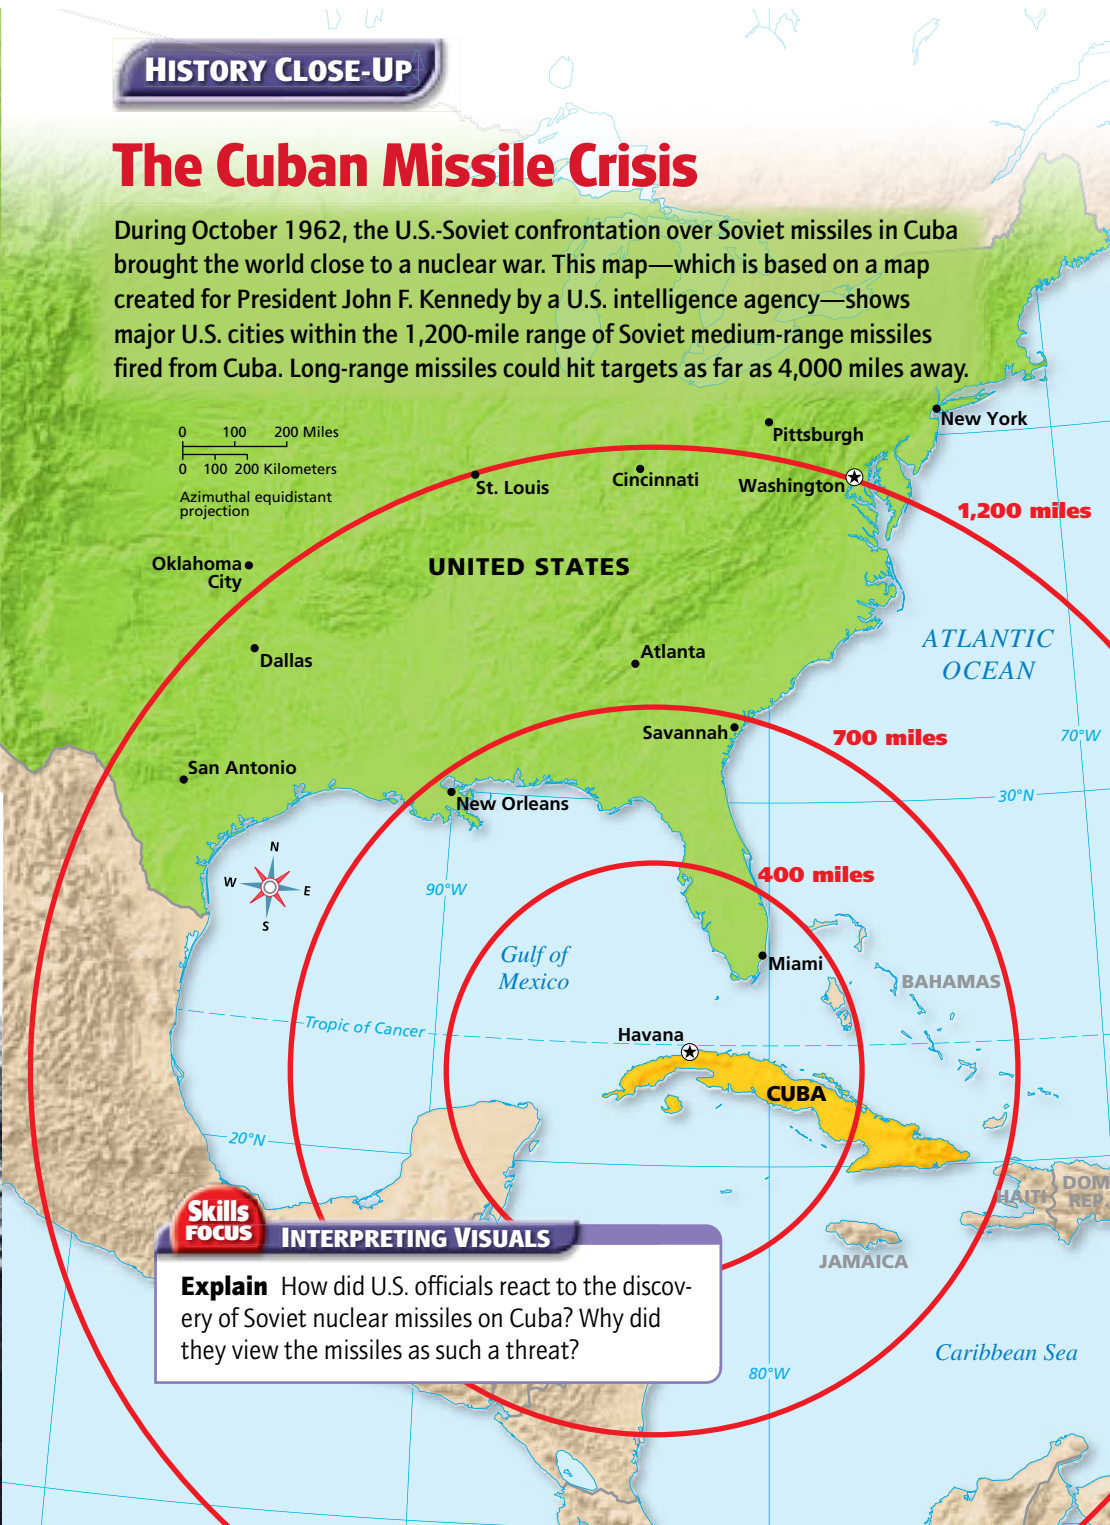 HISTORY CLOSE-UP
The Cuban Missile Crisis
During October 1962, the U.S.-Soviet confrontation over Soviet missiles in Cuba
brought the world close to a nuclear war. This map—which is based on a map
created for President John F. Kennedy by a U.S. intelligence agency—shows
major U.S. cities within the 1,200-mile range of Soviet medium-range missiles
fired from Cuba. Long-range missiles could hit targets as far as 4,000 miles away.
0 100 200 Miles
0 100 200 Kilometers
Azimuthal equidistant
projection
New York
Pittsburgh
St. Louis
Cincinnati
Washington
1,200 miles
Oklahoma
City
UNITED STATES
ATLANTIC
OCEAN
Dallas
Atlanta
Savannah
700 miles
70°W
San Antonio
New Orleans
30°N
N
W
E
S
90°W
400 miles
Gulf of
Mexico
Miami
BAHAMAS
Tropic of Cancer
Havana
CUBA
20°N
HAITI
DOM
REP.
JAMAICA
Skills
FOCUS
INTERPRETING VISUALS
Explain How did U.S. officials react to the discov-
ery of Soviet nuclear missiles on Cuba? Why did
they view the missiles as such a threat?
Caribbean Sea
80°W